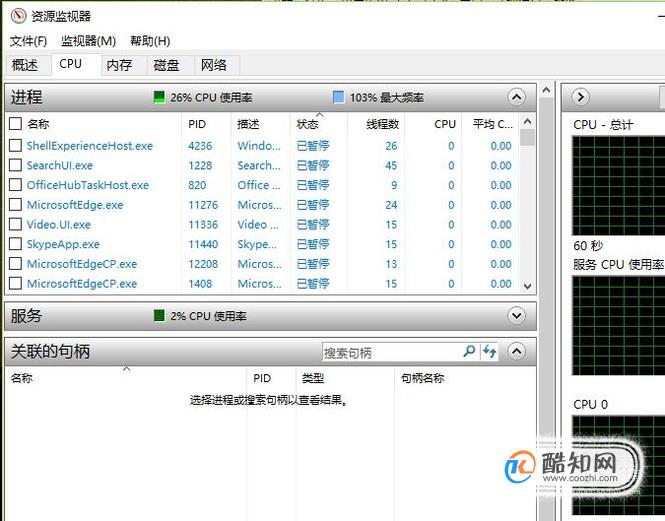 资源监视器
文件(F) 监视器(M) 帮助(H)
概述 CPU 内存 磁盘 网络
进程 26% CPU 使用率 103% 最大频率
名称 PID 描述 状态 线程数 CPU 平均 C...
ShellExperienceHost.exe 4236 Windo... 已暂停 26 0 0.00
SearchUI.exe 1228 Search... 已暂停 45 0 0.00
OfficeHubTaskHost.exe 820 Office ... 已暂停 9 0 0.00
MicrosoftEdge.exe 11276 Micros... 已暂停 24 0 0.00
Video.UI.exe 11336 Video ... 已暂停 15 0 0.00
SkypeApp.exe 11440 Skype... 已暂停 15 0 0.00
MicrosoftEdgeCP.exe 12208 Micros... 已暂停 13 0 0.00
MicrosoftEdgeCP.exe 1408 Micros... 已暂停 15 0 0.00
服务 2% CPU 使用率
关联的句柄 搜索句柄
名称 PID 类型 句柄名称
选择进程或搜索句柄以查看结果。
CPU - 总计
60 秒
服务 CPU 使用率
CPU 0
酷知网
www.coozhi.com